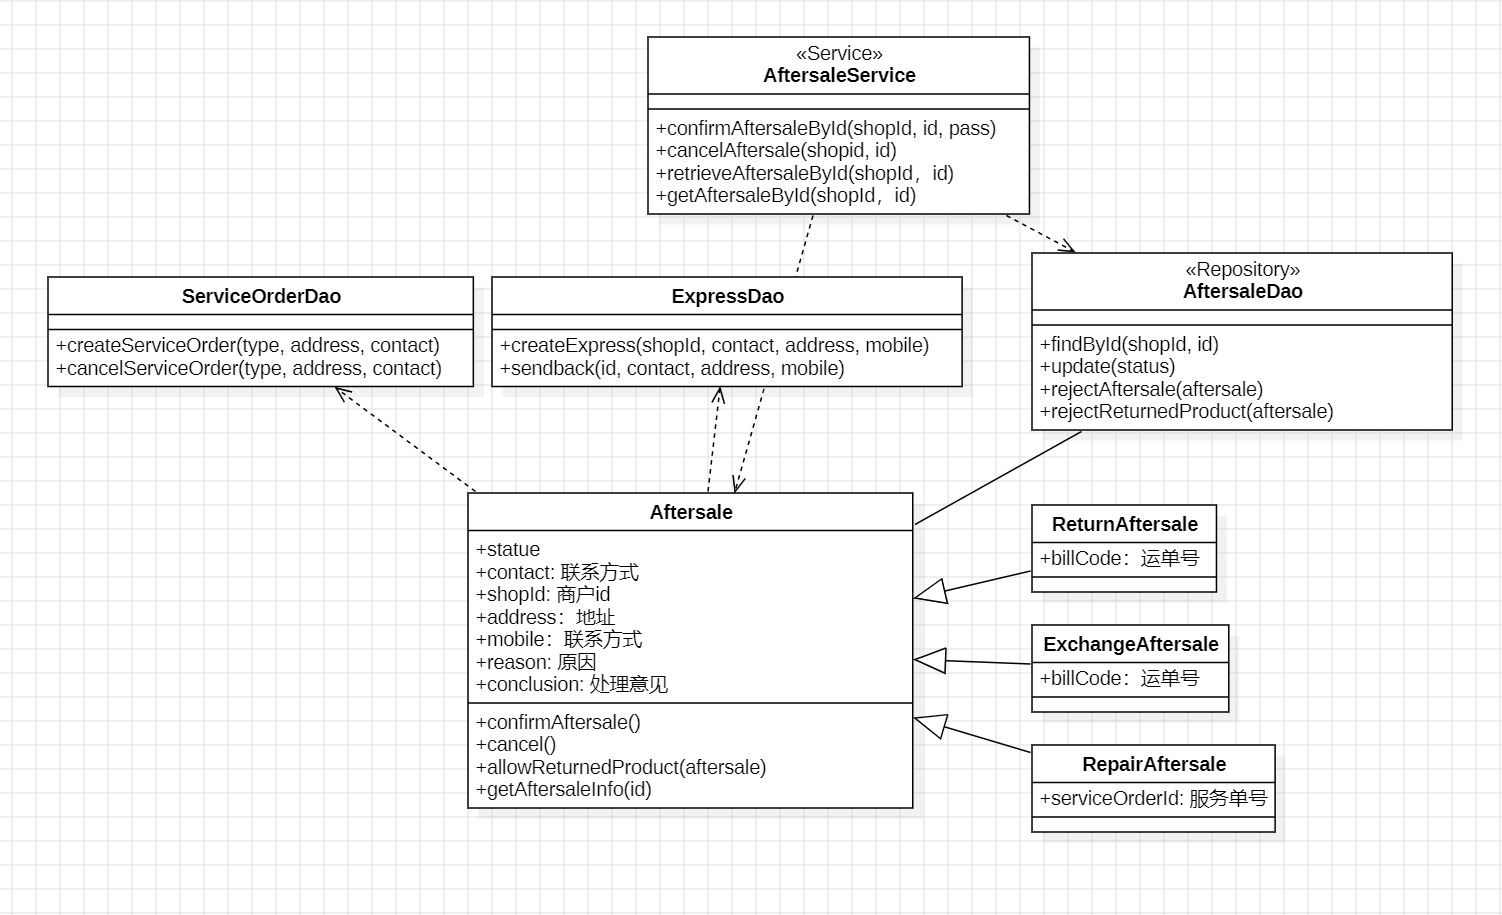 «Service»
AftersaleService
+confirmAftersaleById(shopId, id, pass)
+cancelAftersale(shopid, id)
+retrieveAftersaleById(shopId，id)
+getAftersaleById(shopId，id)
ServiceOrderDao
+createServiceOrder(type, address, contact)
+cancelServiceOrder(type, address, contact)
ExpressDao
+createExpress(shopId, contact, address, mobile)
+sendback(id, contact, address, mobile)
«Repository»
AftersaleDao
+findById(shopId, id)
+update(status)
+rejectAftersale(aftersale)
+rejectReturnedProduct(aftersale)
Aftersale
+statue
+contact: 联系方式
+shopId: 商户id
+address：地址
+mobile：联系方式
+reason: 原因
+conclusion: 处理意见
+confirmAftersale()
+cancel()
+allowReturnedProduct(aftersale)
+getAftersaleInfo(id)
ReturnAftersale
+billCode：运单号
ExchangeAftersale
+billCode：运单号
RepairAftersale
+serviceOrderId: 服务单号